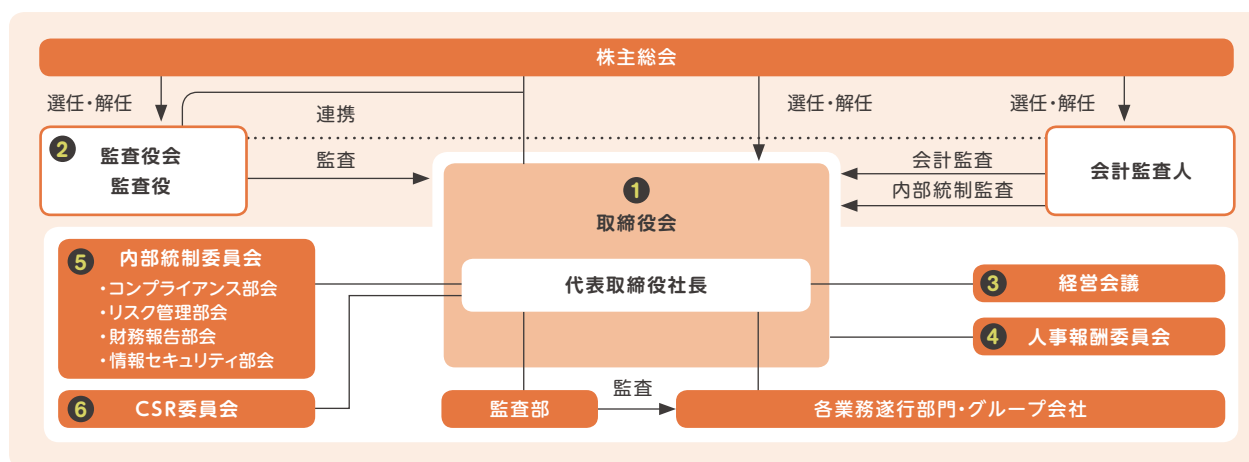 株主総会
選任・解任
連携
選任・解任
選任・解任
2
監査役会
監査役
監査
会計監査
内部統制監査
会計監査人
1
取締役会
代表取締役社長
5
内部統制委員会
・コンプライアンス部会
・リスク管理部会
・財務報告部会
・情報セキュリティ部会
3
経営会議
4
人事報酬委員会
6
CSR委員会
監査部
監査
各業務遂行部門・グループ会社